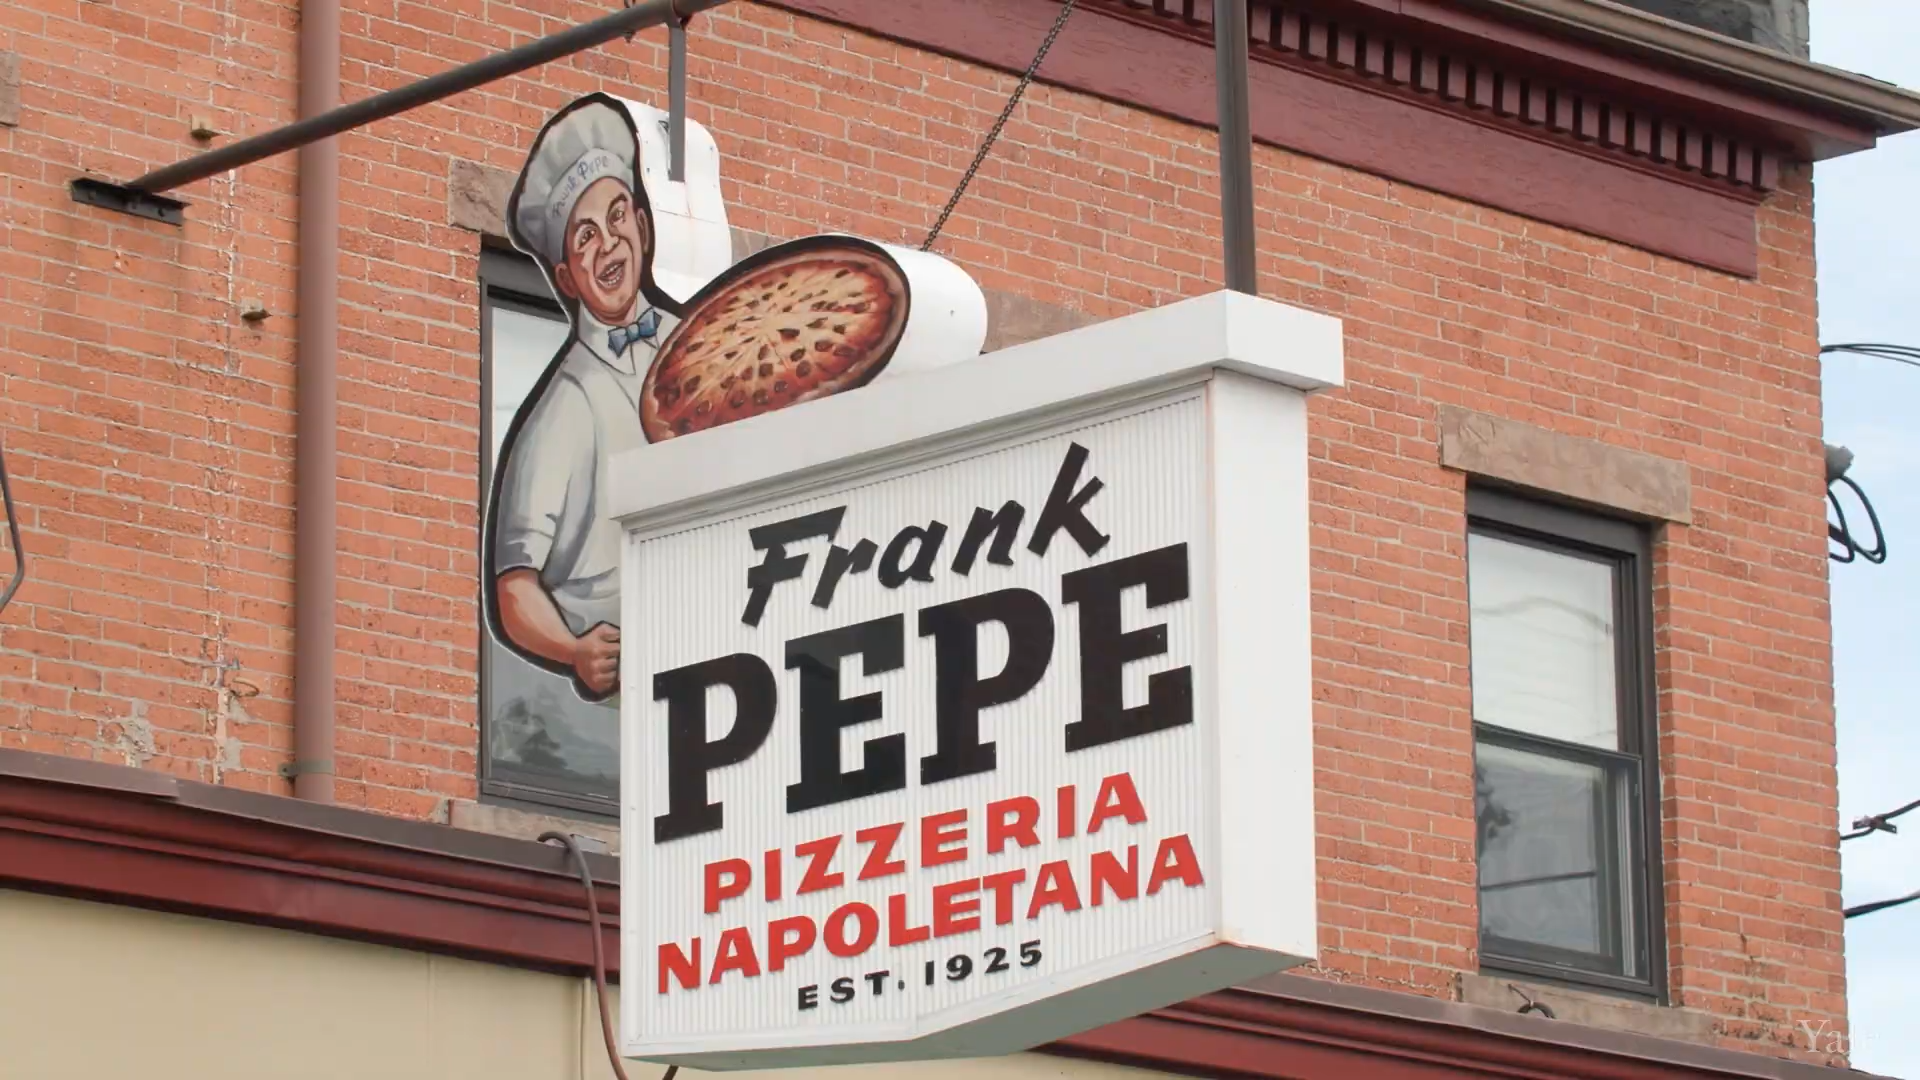 Frank Pepe
Frank
PEPE
PIZZERIA
NAPOLETANA
EST. 1925